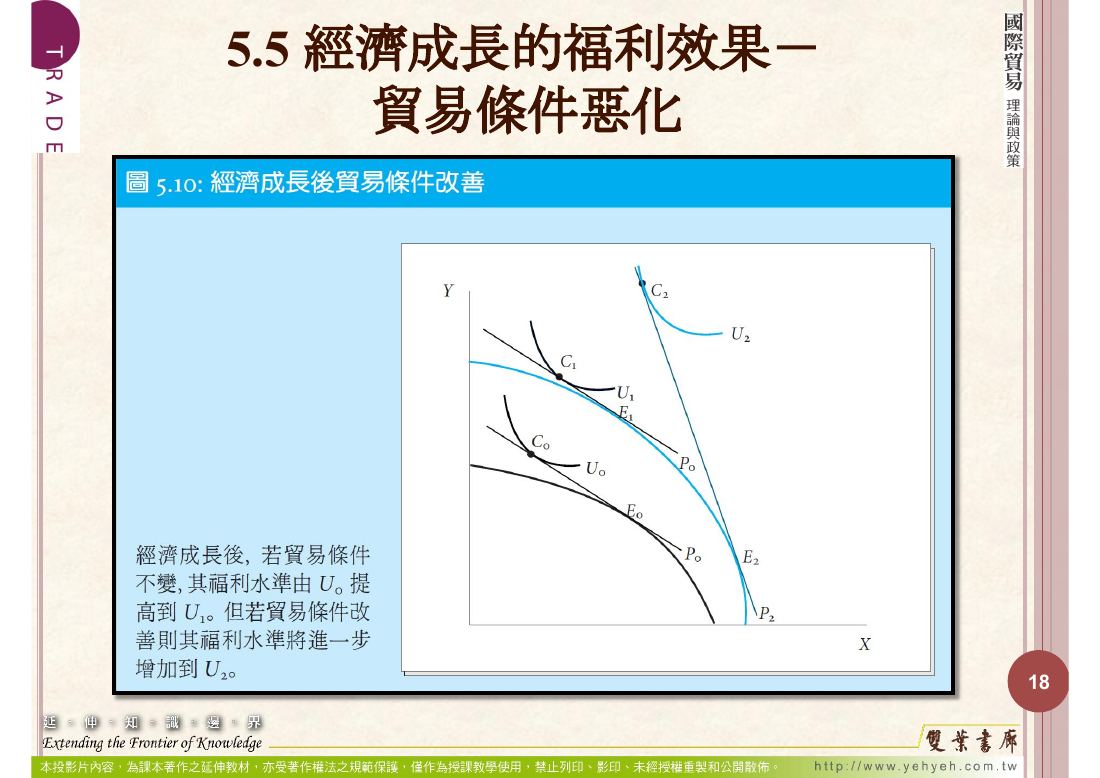 TRADE
5.5 經濟成長的福利效果－
貿易條件惡化
國際貿易 理論與政策
圖 5.10: 經濟成長後貿易條件改善
Y
C₂
U₂
C₁
U₁
E₁
C₀
U₀
P₀
E₀
P₀
E₂
P₂
X
經濟成長後, 若貿易條件
不變, 其福利水準由 U₀ 提
高到 U₁。但若貿易條件改
善則其福利水準將進一步
增加到 U₂。
18
延．伸．知．識．邊．界
Extending the Frontier of Knowledge
雙葉書廊
本投影片內容，為課本著作之延伸教材，亦受著作權法之規範保護，僅作為授課教學使用，禁止列印、影印、未經授權重製和公開散佈。
http://www.yehyeh.com.tw